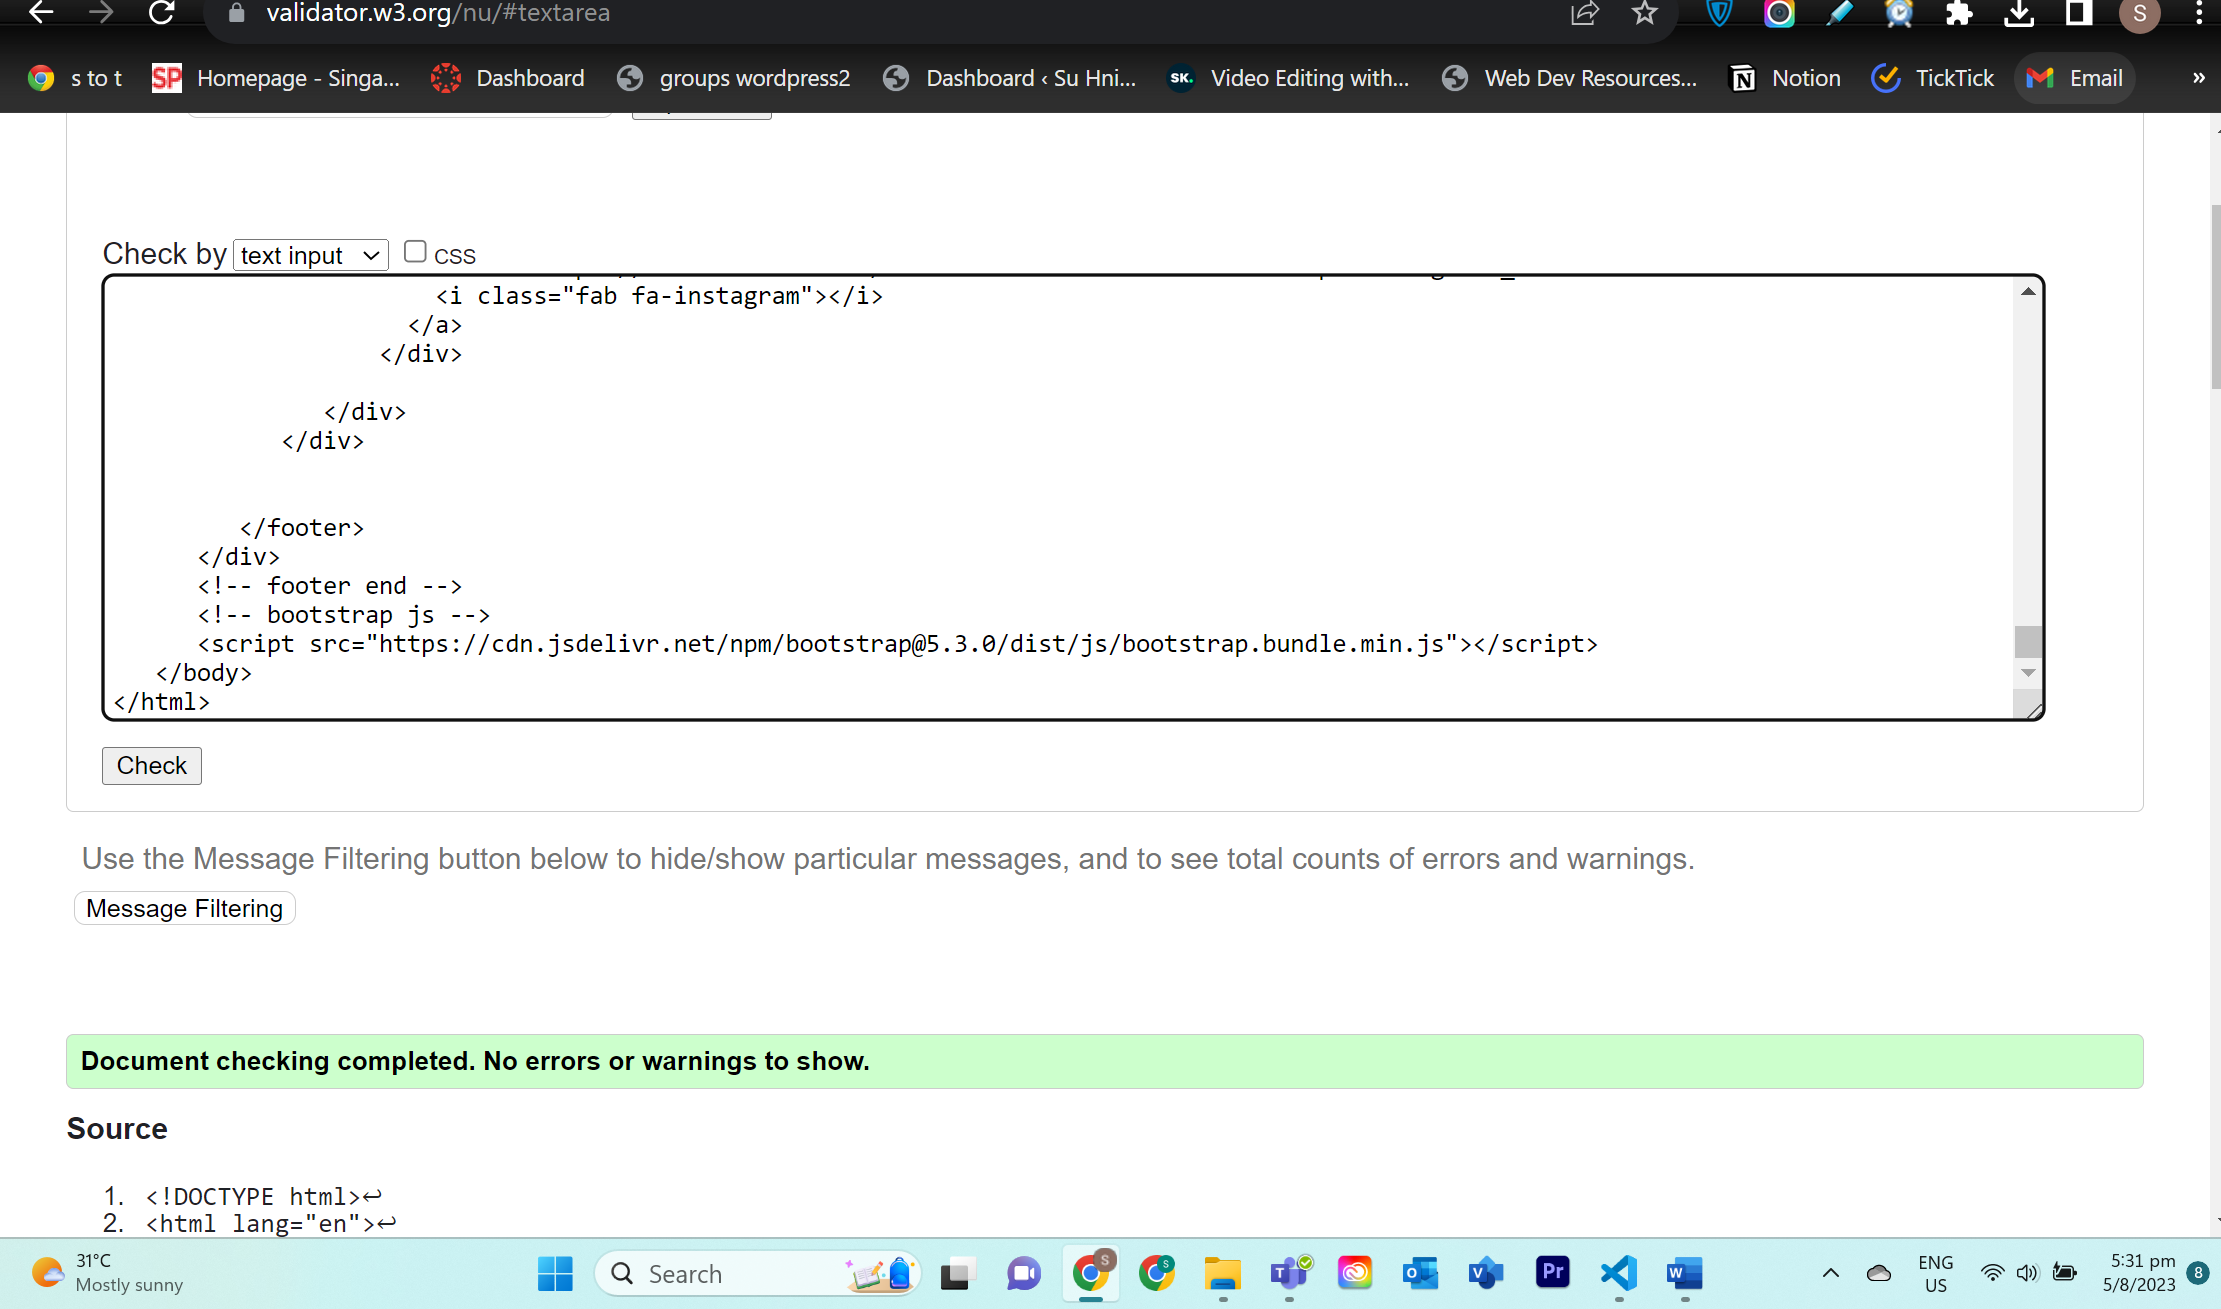 validator.w3.org/nu/#textarea
S
s to t
SP Homepage - Singa...
Dashboard
groups wordpress2
Dashboard ‹ Su Hni...
SK. Video Editing with...
Web Dev Resources...
Notion
TickTick
Email
»
Check by text input CSS
<i class="fab fa-instagram"></i>
</a>
</div>
</div>
</div>
</footer>
</div>
<!-- footer end -->
<!-- bootstrap js -->
<script src="https://cdn.jsdelivr.net/npm/bootstrap@5.3.0/dist/js/bootstrap.bundle.min.js"></script>
</body>
</html>
Check
Use the Message Filtering button below to hide/show particular messages, and to see total counts of errors and warnings.
Message Filtering
Document checking completed. No errors or warnings to show.
Source
1. <!DOCTYPE html>↩
2. <html lang="en">↩
31°C
Mostly sunny
Search
ENG
US
5:31 pm
5/8/2023
8